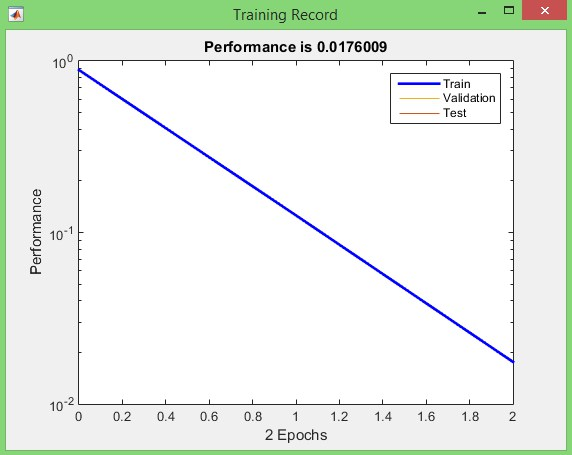 Training Record
Performance is 0.0176009
Train
Validation
Test
Performance
10^0
10^-1
10^-2
0 0.2 0.4 0.6 0.8 1 1.2 1.4 1.6 1.8 2
2 Epochs